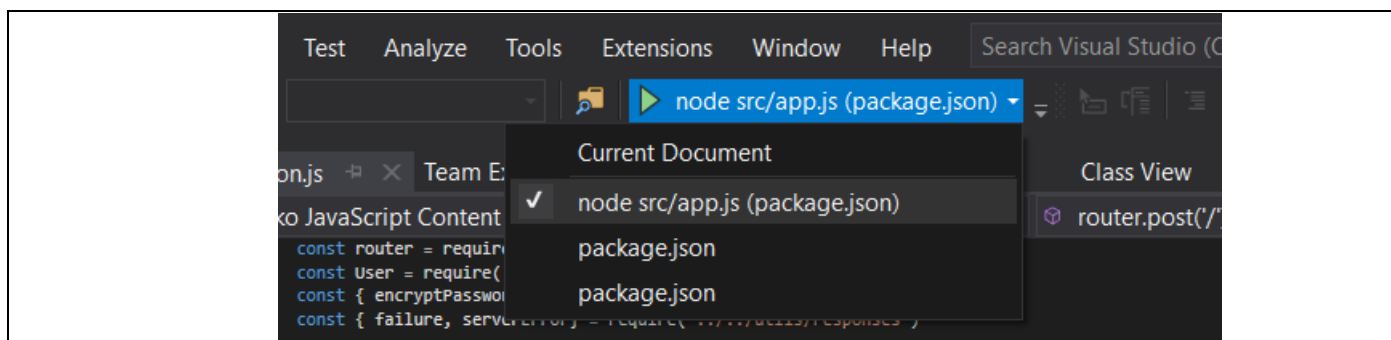 Test Analyze Tools Extensions Window Help Search Visual Studio (C
node src/app.js (package.json)
Current Document
on.js Team E Class View
node src/app.js (package.json)
ko JavaScript Content router.post('/')
package.json
const router = requir
const User = require(
package.json
const { encryptPasswo
const { failure, serverError} = require('../../utils/responses')